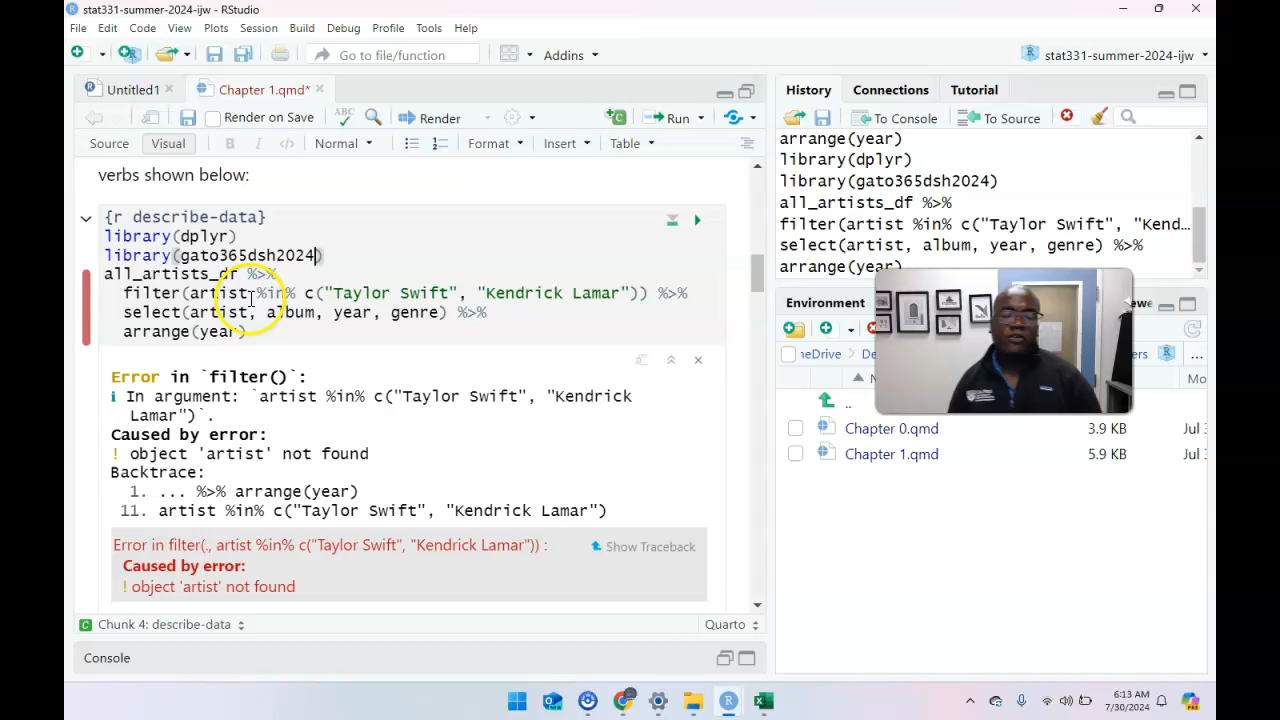 stat331-summer-2024-ijw - RStudio
File Edit Code View Plots Session Build Debug Profile Tools Help
Go to file/function Addins stat331-summer-2024-ijw
Untitled1 Chapter 1.qmd*
Render on Save ABC Render Run
Source Visual B I Normal Format Insert Table
verbs shown below:
{r describe-data}
library(dplyr)
library(gato365dsh2024)
all_artists_df %>%
filter(artist %in% c("Taylor Swift", "Kendrick Lamar")) %>%
select(artist, album, year, genre) %>%
arrange(year)
Error in `filter()`:
ℹ In argument: `artist %in% c("Taylor Swift", "Kendrick
Lamar")`.
Caused by error:
! object 'artist' not found
Backtrace:
1. ... %>% arrange(year)
11. artist %in% c("Taylor Swift", "Kendrick Lamar")
Error in filter(., artist %in% c("Taylor Swift", "Kendrick Lamar")) :
Show Traceback
Caused by error:
! object 'artist' not found
Chunk 4: describe-data Quarto
Console
History Connections Tutorial
To Console To Source
arrange(year)
library(dplyr)
library(gato365dsh2024)
all_artists_df %>%
filter(artist %in% c("Taylor Swift", "Kend...
select(artist, album, year, genre) %>%
arrange(year)
Environment
..
Chapter 0.qmd 3.9 KB Jul
Chapter 1.qmd 5.9 KB Jul
6:13 AM
7/30/2024